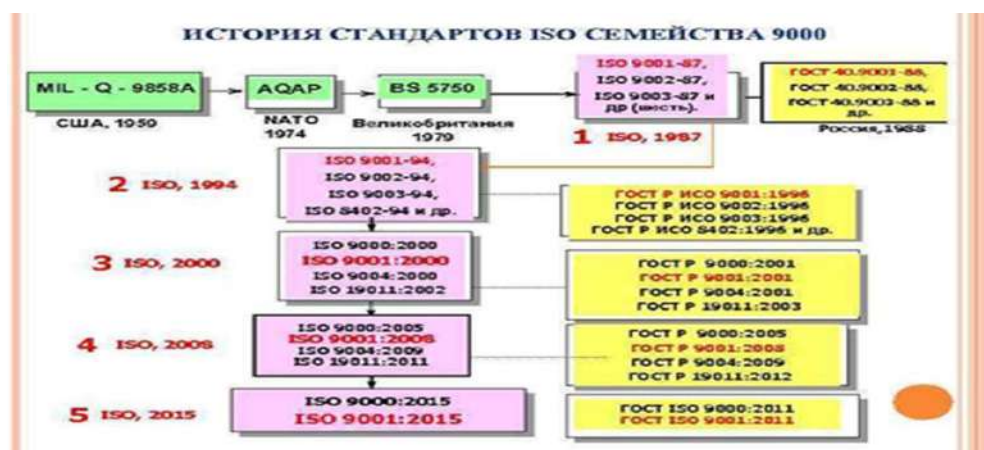 ИСТОРИЯ СТАНДАРТОВ ISO СЕМЕЙСТВА 9000
MIL - Q - 9858A
США, 1959
AQAP
NATO
1974
BS 5750
Великобритания
1979
ISO 9001-87,
ISO 9002-87,
ISO 9003-87 и
др (шесть).
1 ISO, 1987
ГОСТ 40.9001-88,
ГОСТ 40.9002-88,
ГОСТ 40.9003-88 и
др.
Россия, 1988
2 ISO, 1994
ISO 9001-94,
ISO 9002-94,
ISO 9003-94,
ISO 8402-94 и др.
ГОСТ Р ИСО 9001:1996
ГОСТ Р ИСО 9002:1996
ГОСТ Р ИСО 9003:1996
ГОСТ Р ИСО 8402:1996 и др.
3 ISO, 2000
ISO 9000:2000
ISO 9001:2000
ISO 9004:2000
ISO 19011:2002
ГОСТ Р 9000:2001
ГОСТ Р 9001:2001
ГОСТ Р 9004:2001
ГОСТ Р 19011:2003
4 ISO, 2008
ISO 9000:2005
ISO 9001:2008
ISO 9004:2009
ISO 19011:2011
ГОСТ Р 9000:2005
ГОСТ Р 9001:2008
ГОСТ Р 9004:2009
ГОСТ Р 19011:2012
5 ISO, 2015
ISO 9000:2015
ISO 9001:2015
ГОСТ ISO 9000:2011
ГОСТ ISO 9001:2011